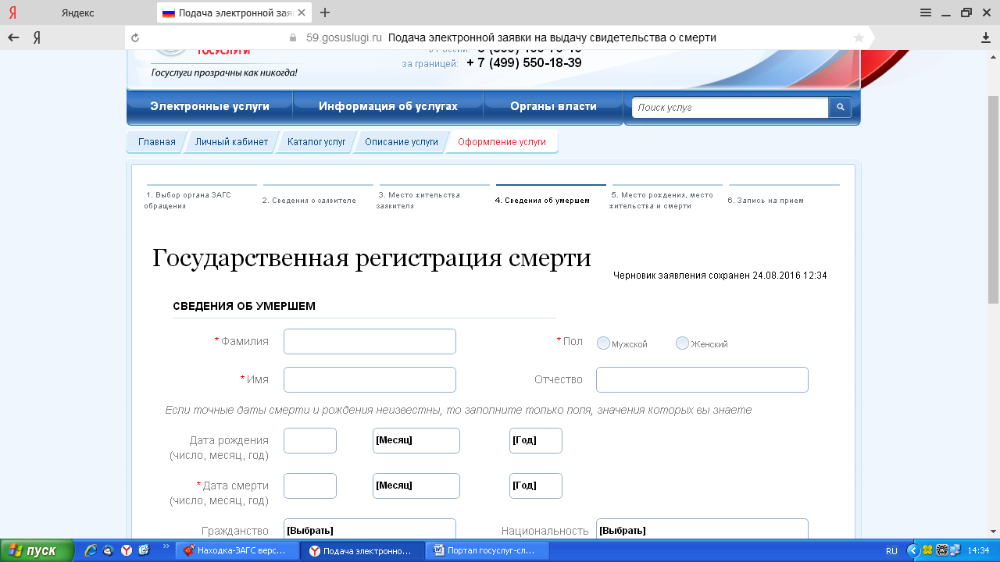 Я
Яндекс
Подача электронной зая
Я
59.gosuslugi.ru Подача электронной заявки на выдачу свидетельства о смерти
госуслуги
Госуслуги прозрачны как никогда!
за границей: + 7 (499) 550-18-39
Электронные услуги
Информация об услугах
Органы власти
Поиск услуг
Главная
Личный кабинет
Каталог услуг
Описание услуги
Оформление услуги
1. Выбор органа ЗАГС
обращения
2. Сведения о заявителе
3. Место жительства
заявителя
4. Сведения об умершем
5. Место рождения, место
жительства и смерти
6. Запись на прием
Государственная регистрация смерти
Черновик заявления сохранен 24.08.2016 12:34
СВЕДЕНИЯ ОБ УМЕРШЕМ
* Фамилия
* Пол
Мужской
Женский
* Имя
Отчество
Если точные даты смерти и рождения неизвестны, то заполните только поля, значения которых вы знаете
Дата рождения
(число, месяц, год)
[Месяц]
[Год]
* Дата смерти
(число, месяц, год)
[Месяц]
[Год]
Гражданство
[Выбрать]
Национальность
[Выбрать]
пуск
Находка-ЗАГС верс...
Подача электронно...
Портал госуслуг-сл...
RU
14:34